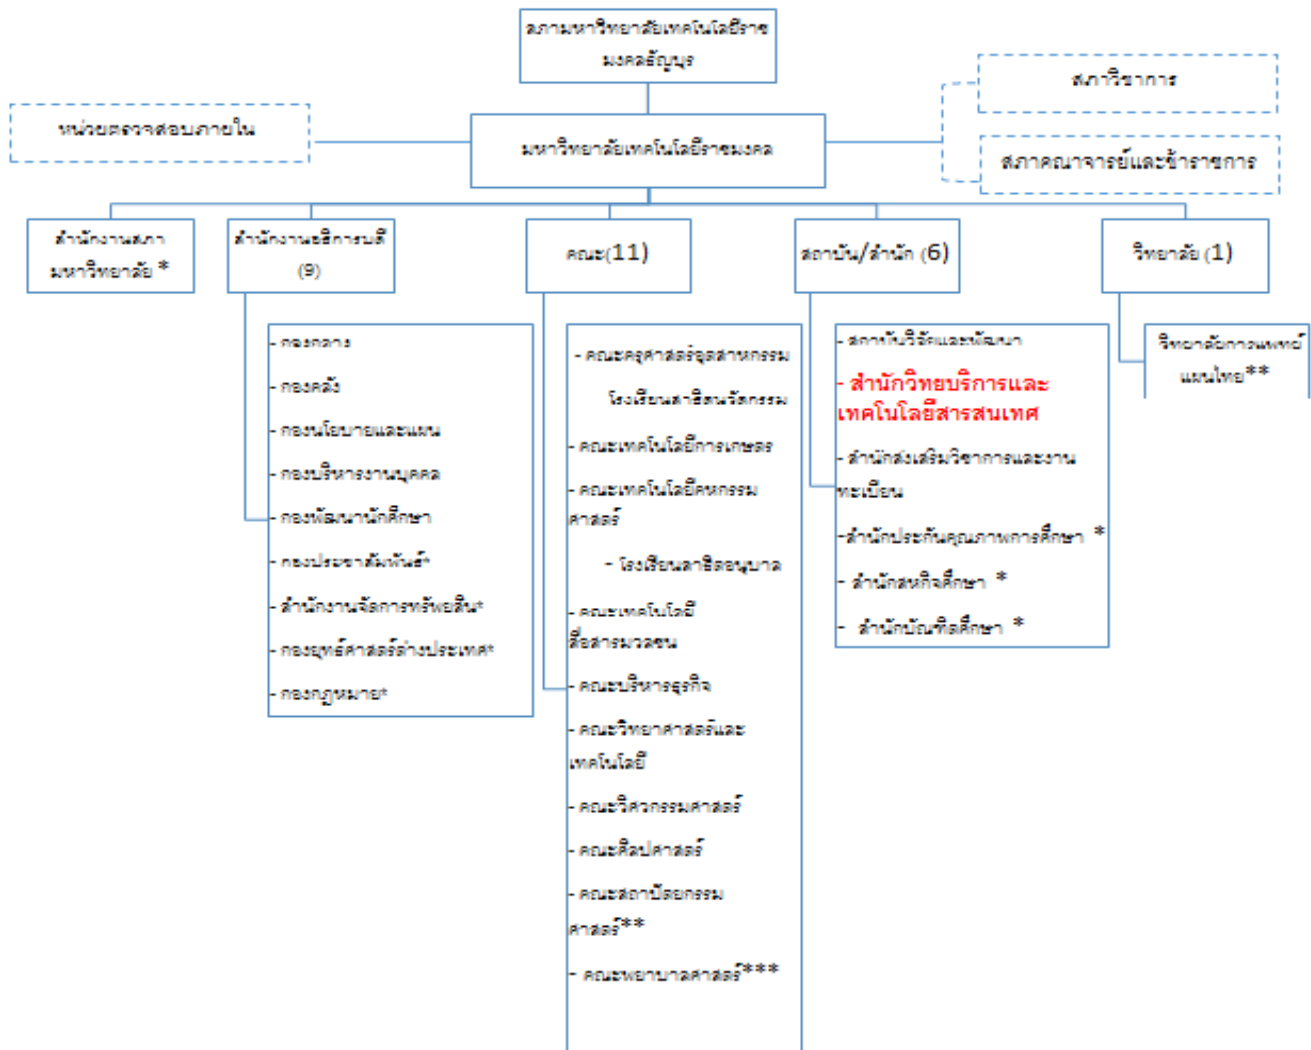 สภามหาวิทยาลัยเทคโนโลยีราช
มงคลธัญบุร
สภาวิชาการ
หน่วยตรวจสอบภายใน
มหาวิทยาลัยเทคโนโลยีราชมงคล
สภาคณาจารย์และข้าราชการ
สำนักงานสภา
มหาวิทยาลัย *
สำนักงานอธิการบดี
(9)
คณะ(11)
สถาบัน/สำนัก (6)
วิทยาลัย (1)
- กองกลาง
- กองคลัง
- กองนโยบายและแผน
- กองบริหารงานบุคคล
- กองพัฒนานักศึกษา
- กองประชาสัมพันธ์*
- สำนักงานจัดการทรัพย์สิน*
- กองยุทธ์ศาสตร์ต่างประเทศ*
- กองกฎหมาย*
- คณะครุศาสตร์อุตสาหกรรม
โรงเรียนสาธิตนวัตกรรม
- คณะเทคโนโลยีการเกษตร
- คณะเทคโนโลยีคหกรรม
ศาสตร์
- โรงเรียนสาธิตอนุบาล
- คณะเทคโนโลยี
สื่อสารมวลชน
- คณะบริหารธุรกิจ
- คณะวิทยาศาสตร์และ
เทคโนโลยี
- คณะวิศวกรรมศาสตร์
- คณะศิลปศาสตร์
- คณะสถาปัตยกรรม
ศาสตร์**
- คณะพยาบาลศาสตร์***
- สถาบันวิจัยและพัฒนา
- สำนักวิทยบริการและ
เทคโนโลยีสารสนเทศ
- สำนักส่งเสริมวิชาการและงาน
ทะเบียน
-สำนักประกันคุณภาพการศึกษา *
- สำนักสหกิจศึกษา *
- สำนักบัณฑิตศึกษา *
วิทยาลัยการแพทย์
แผนไทย**